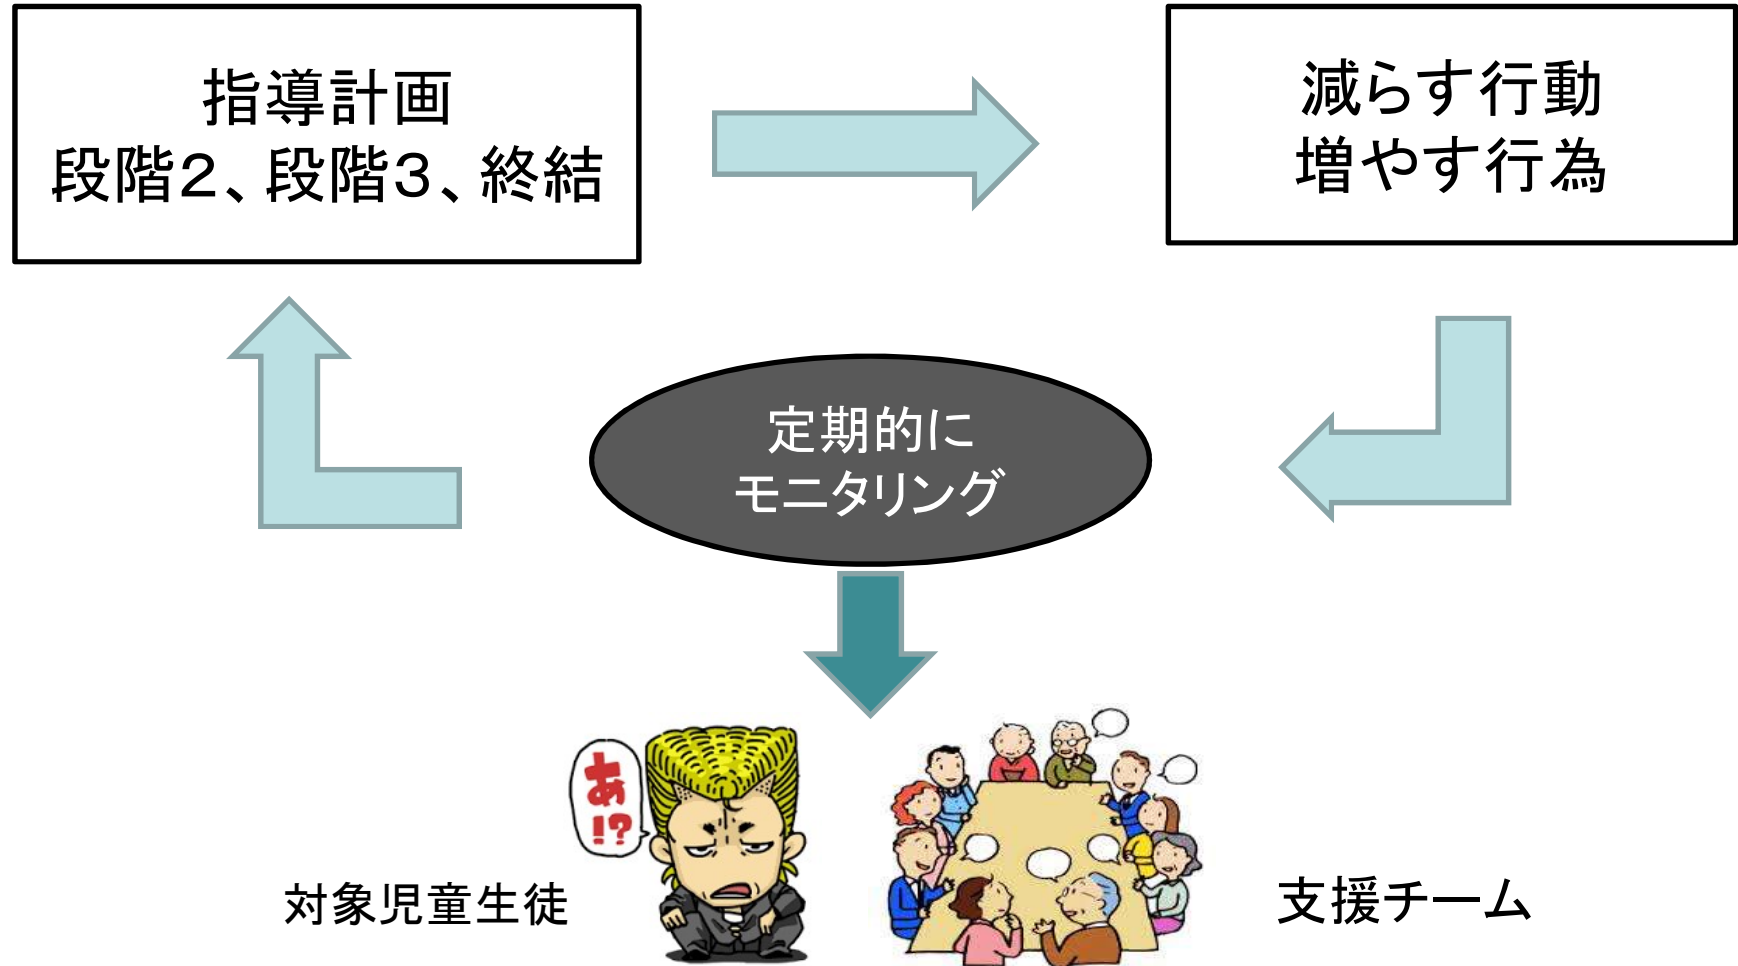 指導計画
段階２、段階３、終結
減らす行動
増やす行為
定期的に
モニタリング
あ
!?
対象児童生徒
支援チーム